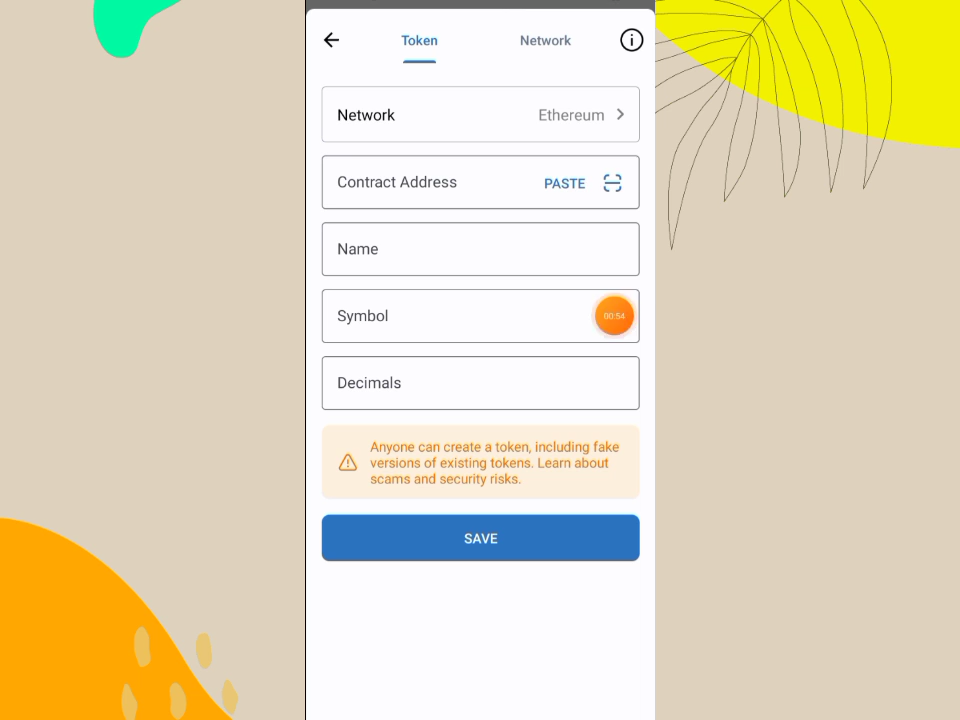 Token
Network
Network
Ethereum
Contract Address
PASTE
Name
Symbol
00:54
Decimals
Anyone can create a token, including fake
versions of existing tokens. Learn about
scams and security risks.
SAVE